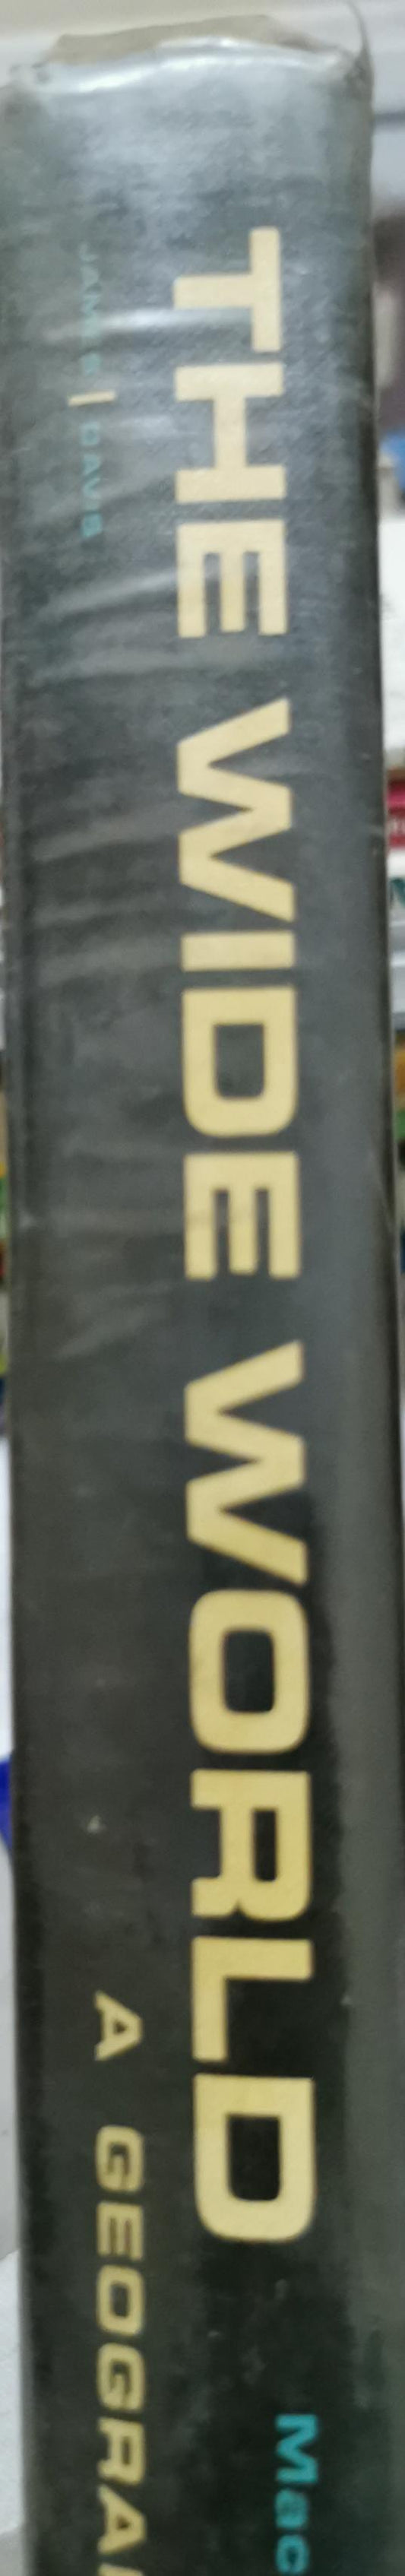 THE WIDE WORLD
JAMES | DAVIS
A GEOGRA
Mac